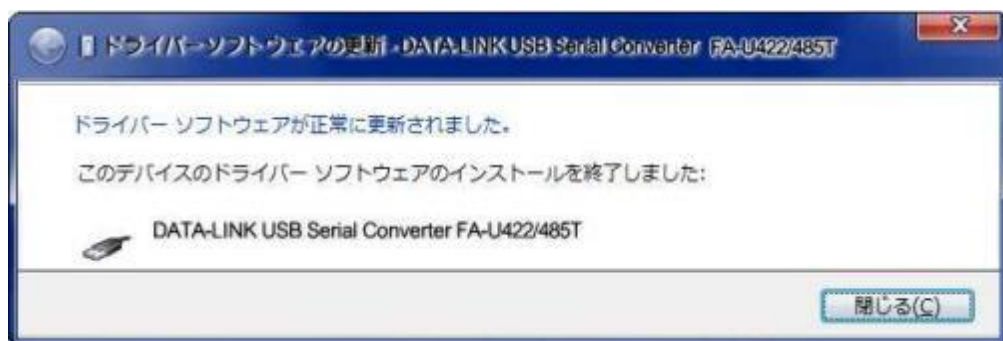 ドライバーソフトウェアの更新 -DATA-LINK USB Serial Converter FA-U422/485T
ドライバー ソフトウェアが正常に更新されました。
このデバイスのドライバー ソフトウェアのインストールを終了しました:
DATA-LINK USB Serial Converter FA-U422/485T
閉じる(C)